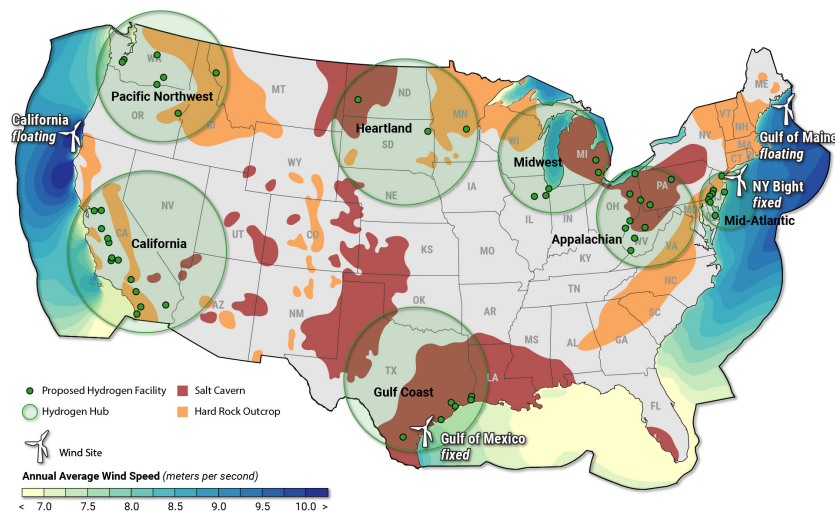 ME
WA
MT
ND
VT
Pacific Northwest
MN
NH
OR
NY
Gulf of Maine
floating
California
floating
ID
Heartland
WI
MA
SD
CT
WY
Midwest
MI
NY Bight
fixed
IA
PA
NE
NV
OH
Mid-Atlantic
IL
IN
UT
CO
CA
California
Appalachian
WV
VA
KS
MO
KY
NC
TN
OK
AZ
NM
AR
SC
MS
AL
GA
TX
LA
Gulf Coast
FL
Gulf of Mexico
fixed
Proposed Hydrogen Facility
Salt Cavern
Hydrogen Hub
Hard Rock Outcrop
Wind Site
Annual Average Wind Speed (meters per second)
< 7.0 7.5 8.0 8.5 9.0 9.5 10.0 >